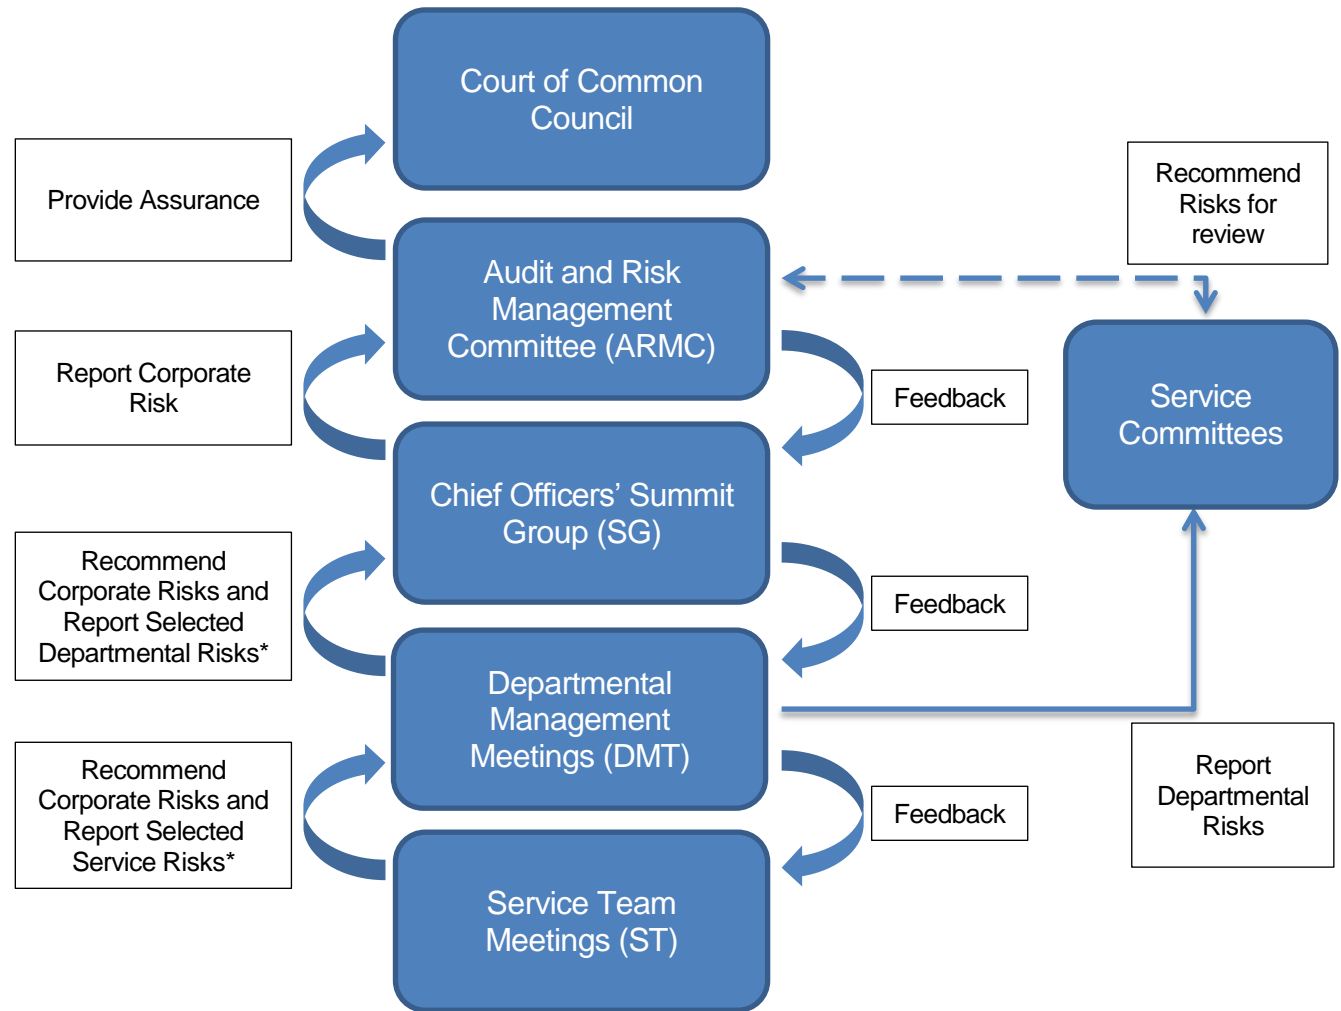 Court of Common
Council
Provide Assurance
Recommend
Risks for
review
Audit and Risk
Management
Committee (ARMC)
Report Corporate
Risk
Feedback
Service
Committees
Chief Officers’ Summit
Group (SG)
Recommend
Corporate Risks and
Report Selected
Departmental Risks*
Feedback
Departmental
Management
Meetings (DMT)
Recommend
Corporate Risks and
Report Selected
Service Risks*
Feedback
Report
Departmental
Risks
Service Team
Meetings (ST)